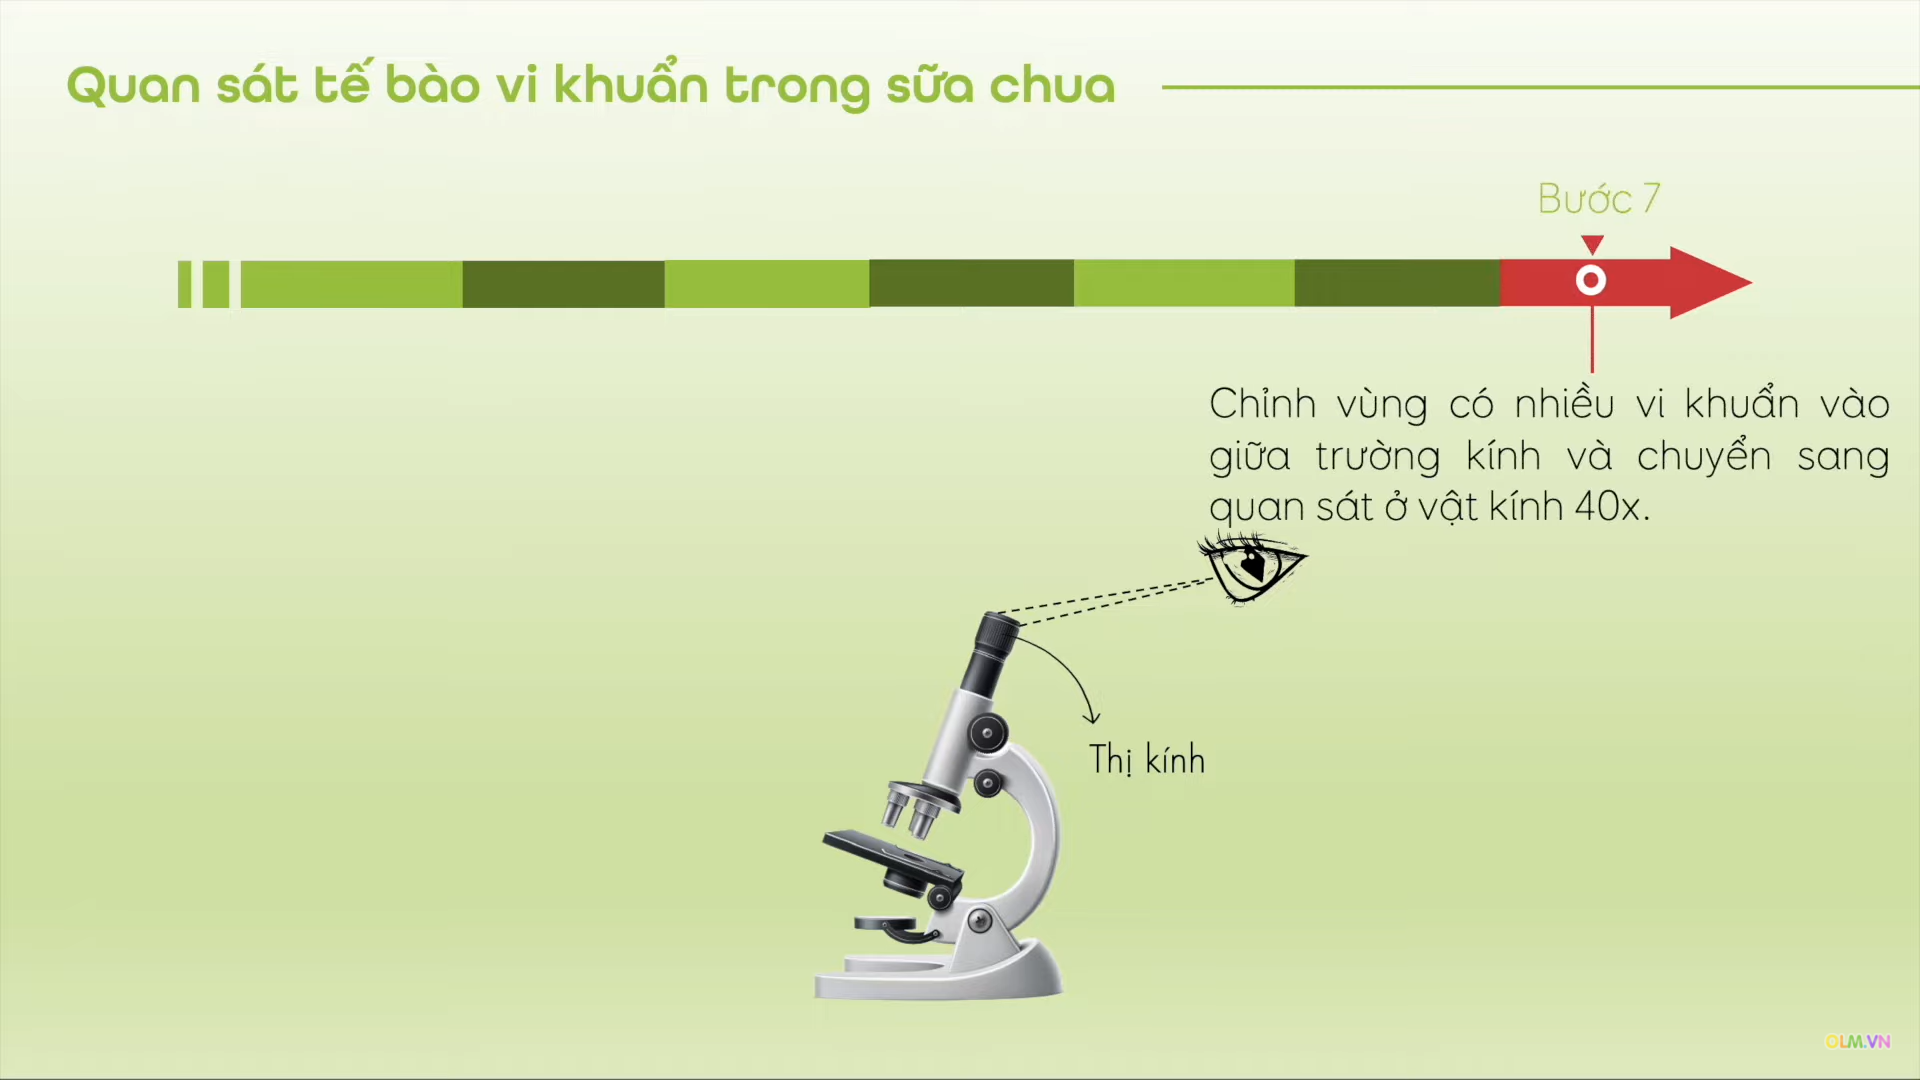 Quan sát tế bào vi khuẩn trong sữa chua
Bước 7
Chỉnh vùng có nhiều vi khuẩn vào
giữa trường kính và chuyển sang
quan sát ở vật kính 40x.
Thị kính
OLM.VN